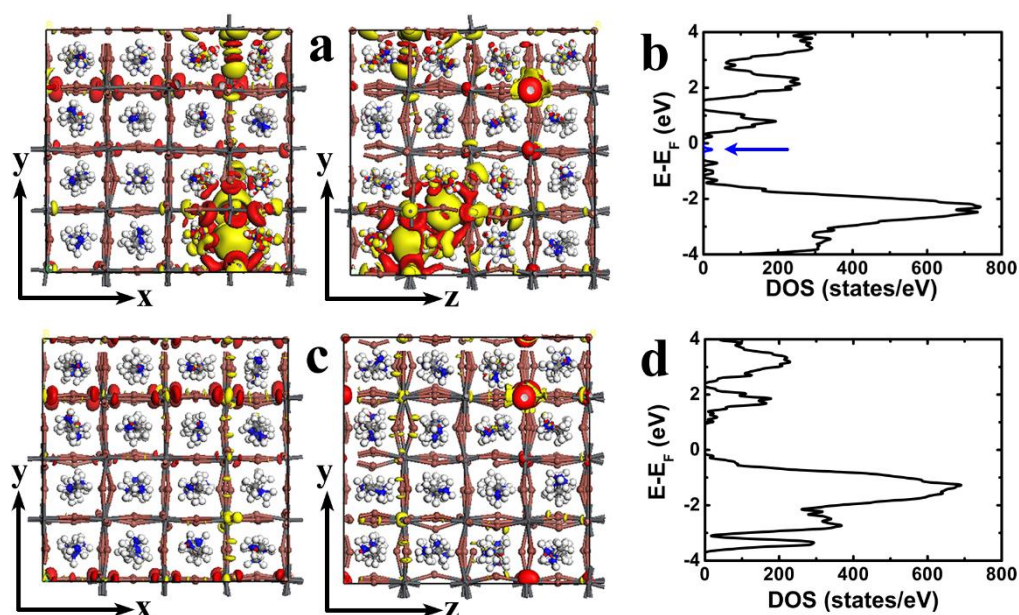 a
y
x
y
z
b
E-E_F (eV)
4
2
0
-2
-4
0 200 400 600 800
DOS (states/eV)
c
y
x
y
z
d
E-E_F (eV)
4
2
0
-2
-4
0 200 400 600 800
DOS (states/eV)